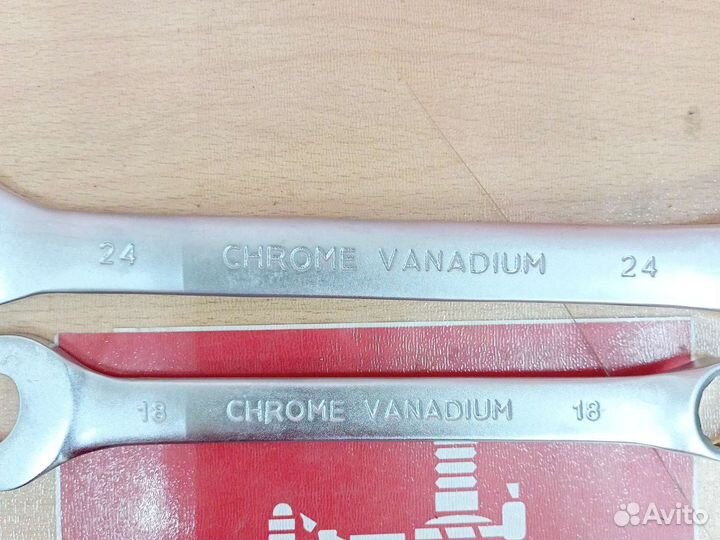 24 CHROME VANADIUM 24
18 CHROME VANADIUM 18
Avito